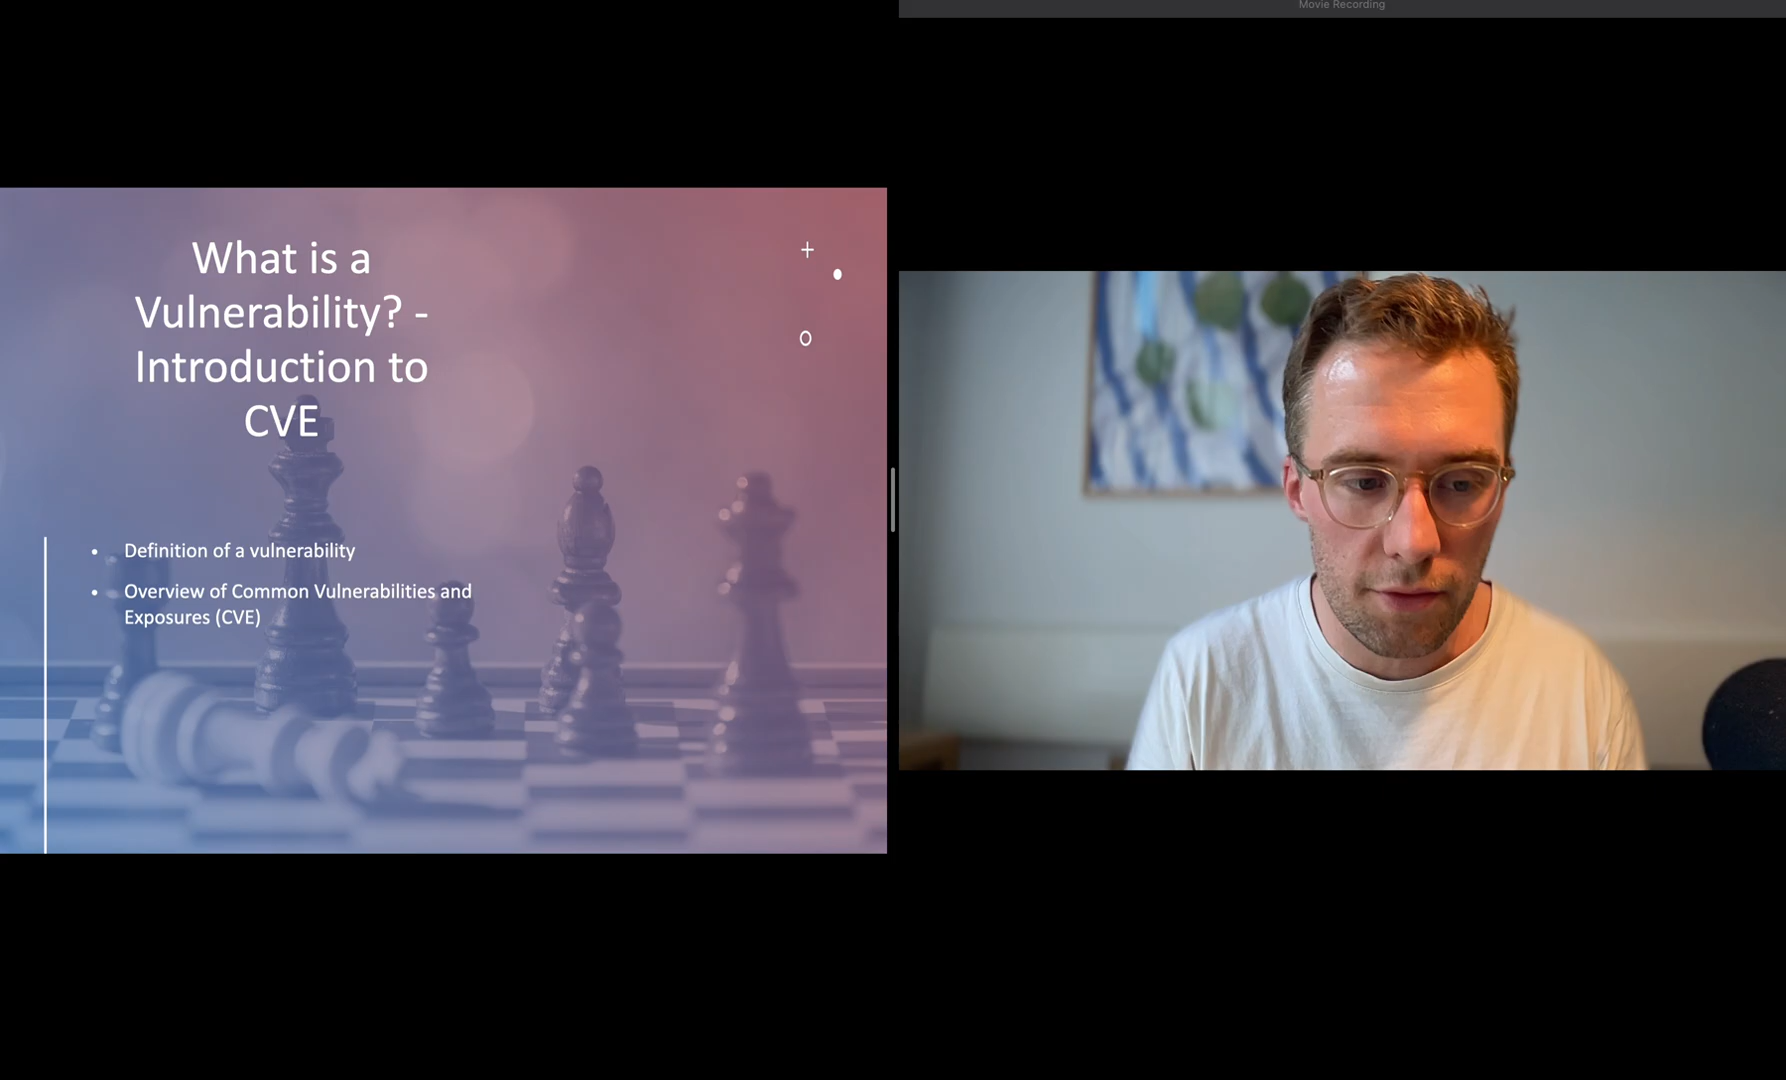 Movie Recording
What is a
Vulnerability? -
Introduction to
CVE
• Definition of a vulnerability
• Overview of Common Vulnerabilities and
Exposures (CVE)